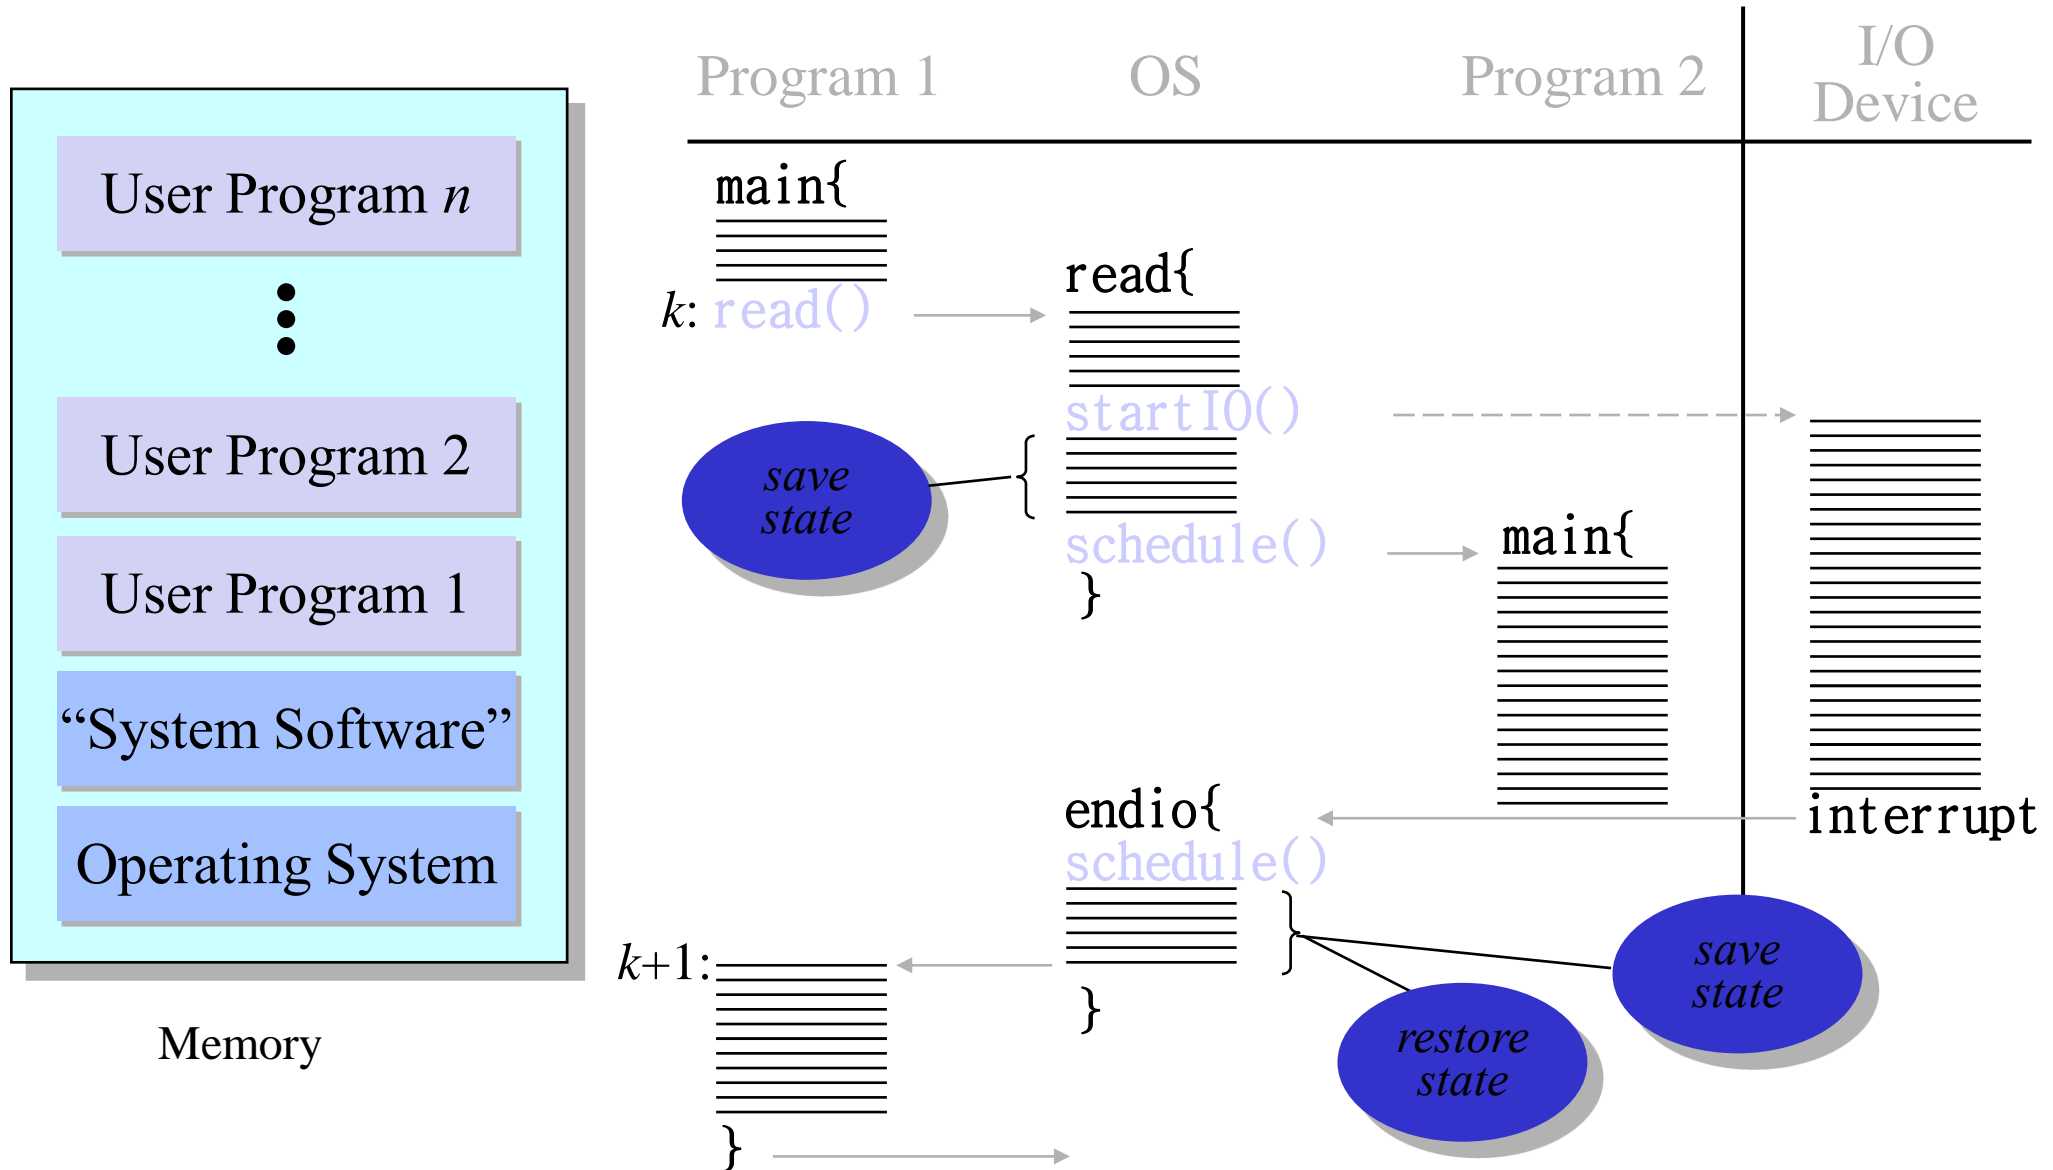 Program 1
OS
Program 2
I/O
Device
User Program n
User Program 2
User Program 1
“System Software”
Operating System
Memory
main{
k: read()
read{
startIO()
save
state
schedule()
}
main{
interrupt
endio{
schedule()
k+1:
}
save
state
restore
state
}